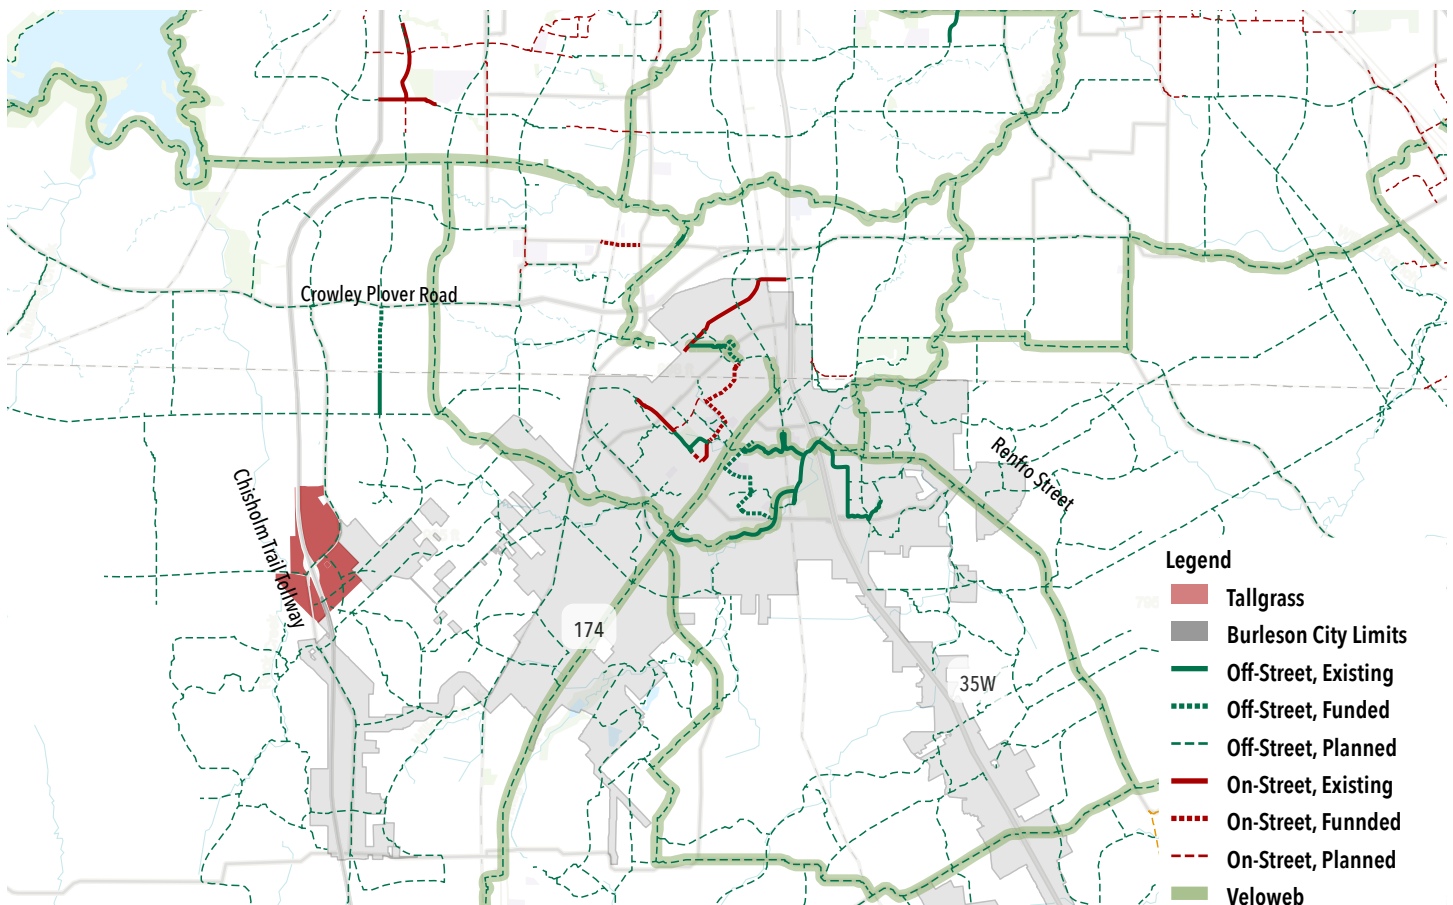 Crowley Plover Road
Renfro Street
Chisholm Trail Tollway
174
35W
Legend
Tallgrass
Burleson City Limits
Off-Street, Existing
Off-Street, Funded
Off-Street, Planned
On-Street, Existing
On-Street, Funnded
On-Street, Planned
Veloweb